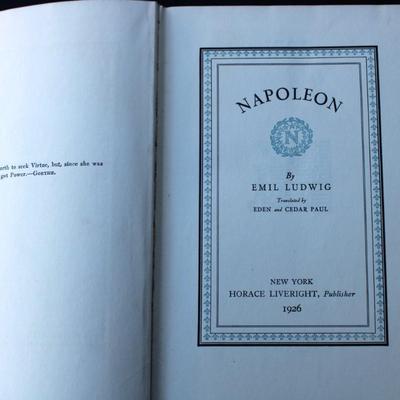 orth to seek Virtue, but, since she was
got Power.—GOETHE.
NAPOLEON
N
By
EMIL LUDWIG
Translated by
EDEN and CEDAR PAUL
NEW YORK
HORACE LIVERIGHT, Publisher
1926